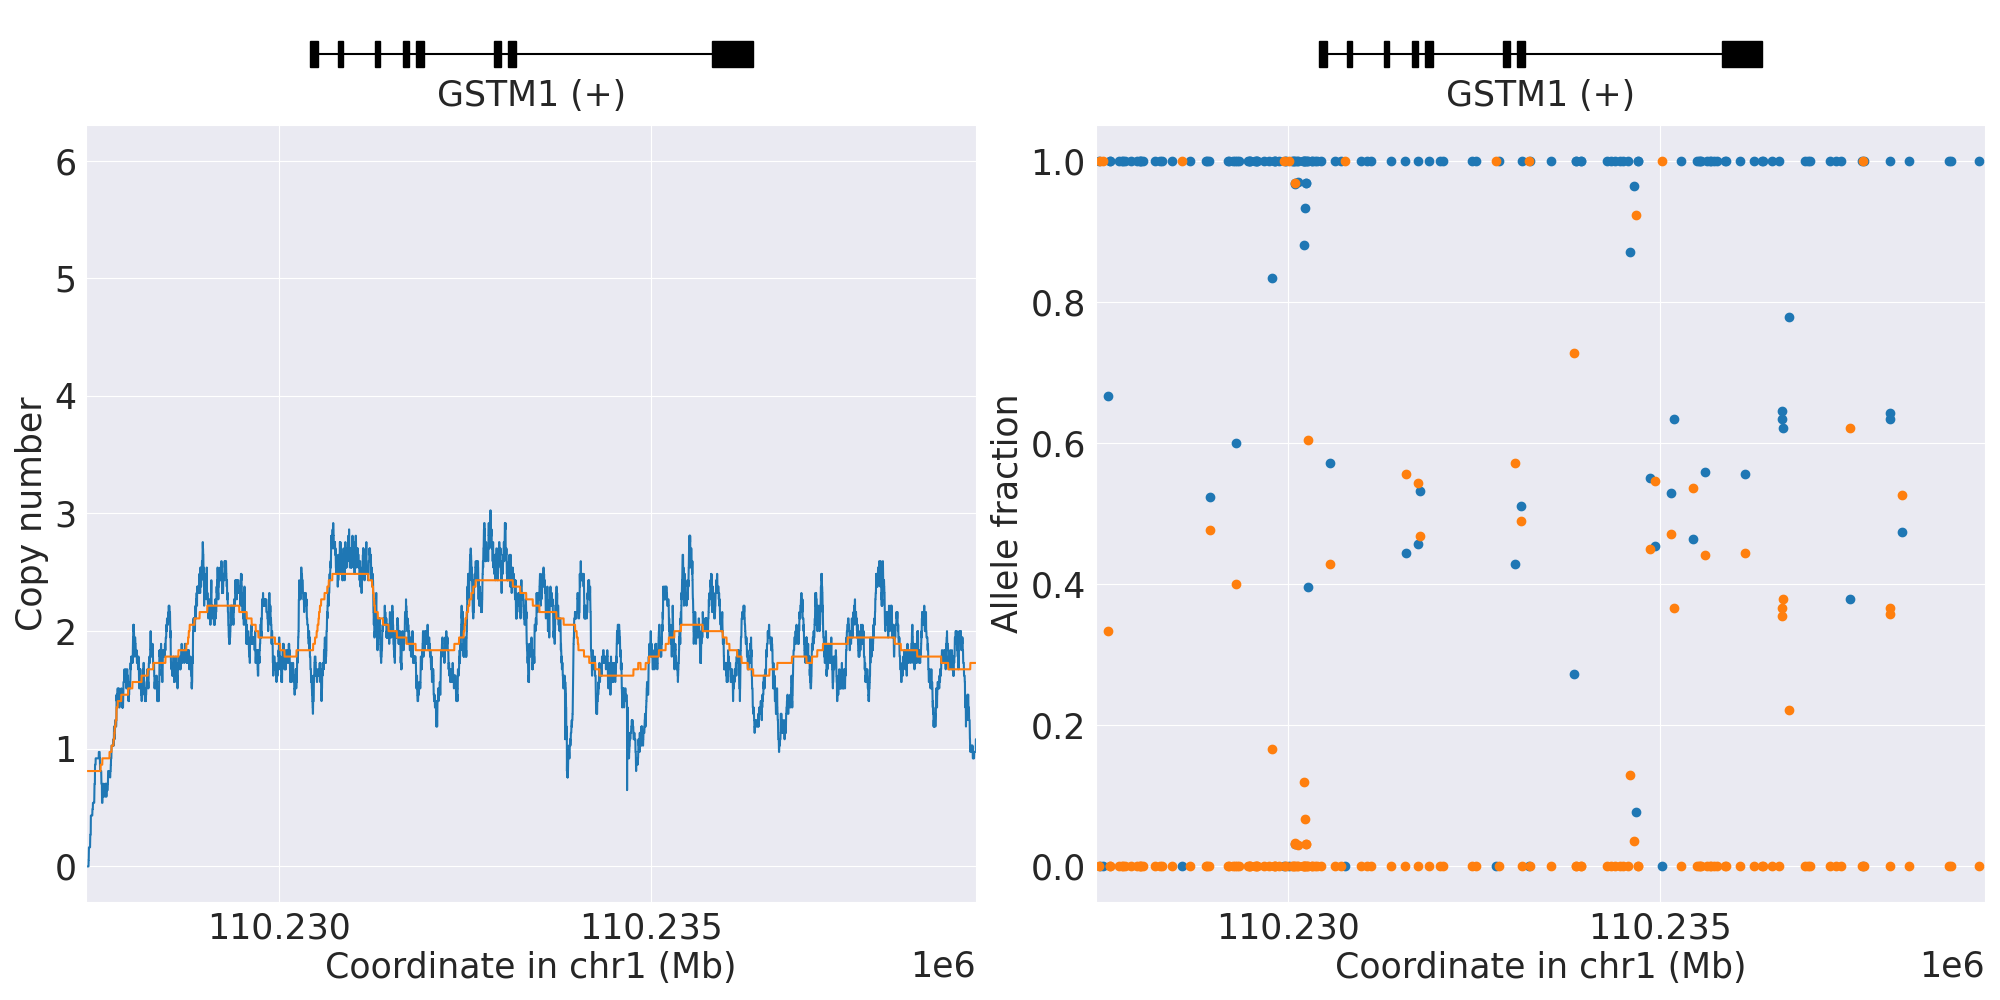 GSTM1 (+)
Copy number
6
5
4
3
2
1
0
110.230
110.235
Coordinate in chr1 (Mb)
1e6
GSTM1 (+)
Allele fraction
1.0
0.8
0.6
0.4
0.2
0.0
110.230
110.235
Coordinate in chr1 (Mb)
1e6